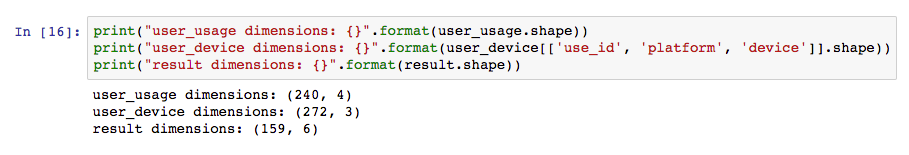 In [16]: print("user_usage dimensions: {}".format(user_usage.shape))
print("user_device dimensions: {}".format(user_device[['use_id', 'platform', 'device']].shape))
print("result dimensions: {}".format(result.shape))
user_usage dimensions: (240, 4)
user_device dimensions: (272, 3)
result dimensions: (159, 6)